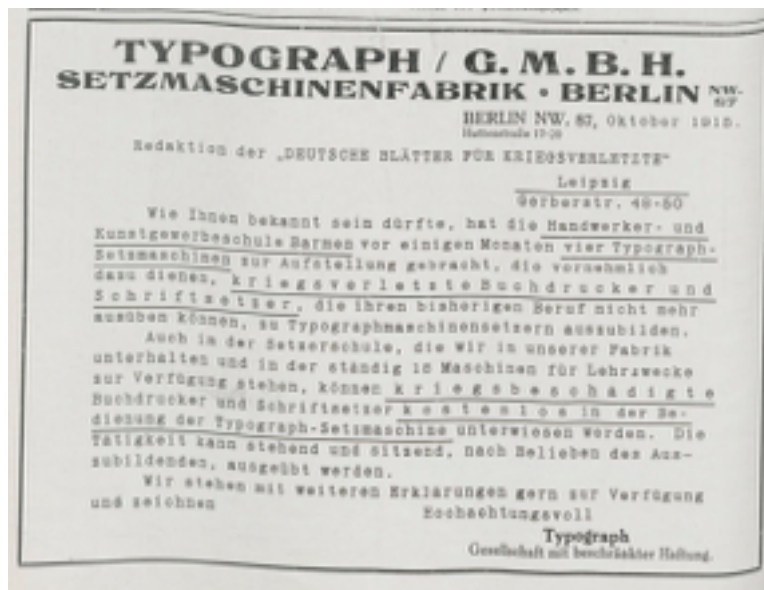 TYPOGRAPH / G. M. B. H.
SETZMASCHINENFABRIK • BERLIN NW. 87
BERLIN NW. 87, Oktober 1915.
Huttenstraße 17-20
Redaktion der „DEUTSCHE BLÄTTER FÜR KRIEGSVERLETZTE“
Leipzig
Gerberstr. 48-50
Wie Ihnen bekannt sein dürfte, hat die Handwerker- und
Kunstgewerbeschule Barmen vor einigen Monaten vier Typograph-
Setzmaschinen zur Aufstellung gebracht, die vornehmlich
dazu dienen, kriegsverletzte Buchdrucker und
Schriftsetzer, die ihren bisherigen Beruf nicht mehr
ausüben können, zu Typographmaschinensetzern auszubilden.
Auch in der Setzerschule, die wir in unserer Fabrik
unterhalten und in der ständig 18 Maschinen für Lehrzwecke
zur Verfügung stehen, können kriegsbeschädigte
Buchdrucker und Schriftsetzer kostenlos in der Be-
dienung der Typograph-Setzmaschine unterwiesen werden. Die
Tätigkeit kann stehend und sitzend, nach Belieben des Aus-
zubildenden, ausgeübt werden.
Wir stehen mit weiteren Erklärungen gern zur Verfügung
und zeichnen
Hochachtungsvoll
Typograph
Gesellschaft mit beschränkter Haftung.